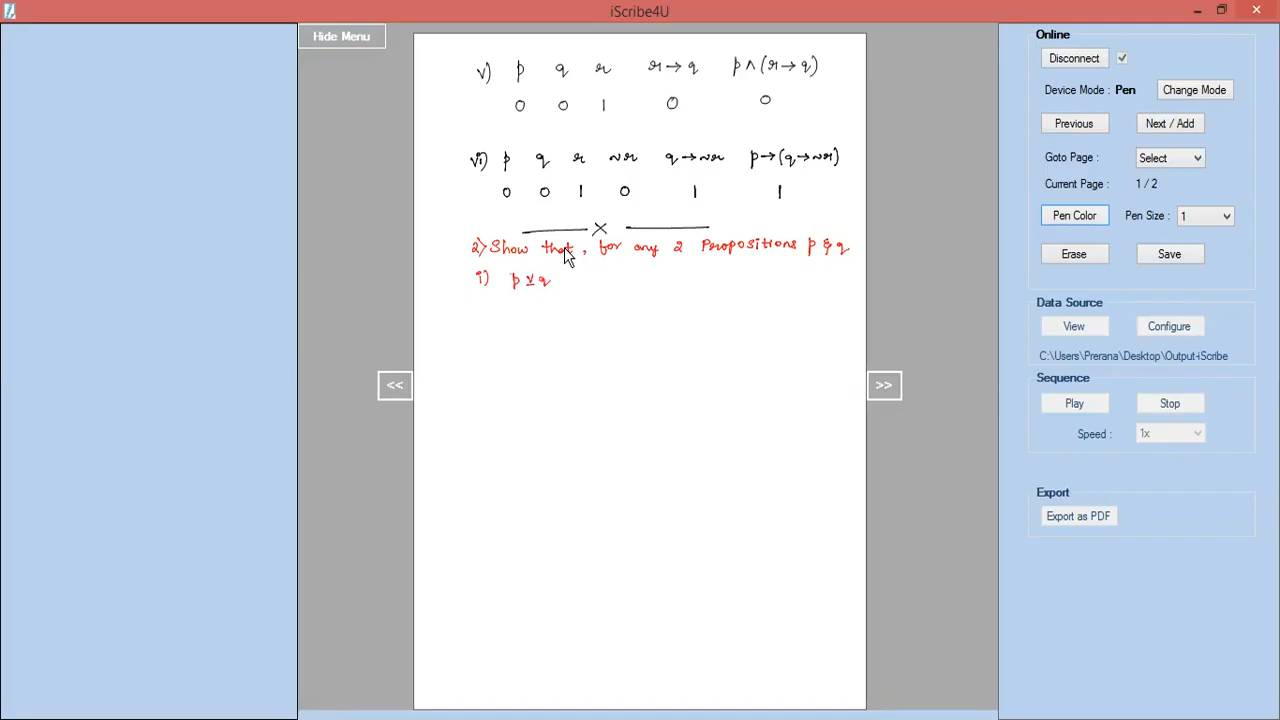 iScribe4U
Hide Menu
v) p q r r→q p∧(r→q)
0 0 1 0 0
vi) p q r ~r q→~r p→(q→~r)
0 0 1 0 1 1
X
2) Show that, for any 2 Propositions p & q
i) p ⊻ q
<<
>>
Online
Disconnect
Device Mode : Pen Change Mode
Previous Next / Add
Goto Page : Select
Current Page : 1 / 2
Pen Color Pen Size : 1
Erase Save
Data Source
View Configure
C:\Users\Prerana\Desktop\Output-iScribe
Sequence
Play Stop
Speed : 1x
Export
Export as PDF